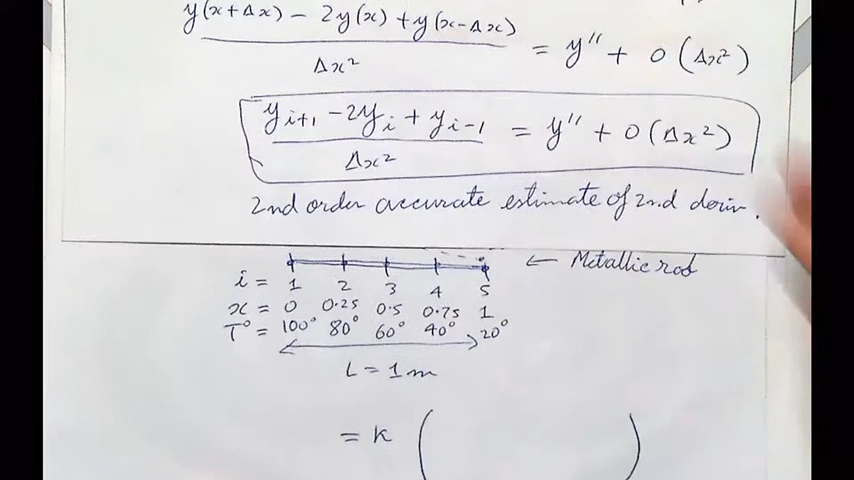 y(x+Δx) - 2y(x) + y(x-Δx) / Δx² = y'' + O(Δx²)
y_{i+1} - 2y_i + y_{i-1} / Δx² = y'' + O(Δx²)
2nd order accurate estimate of 2nd deriv.
← Metallic rod
i = 1 2 3 4 5
x = 0 0.25 0.5 0.75 1
T° = 100° 80° 60° 40° 20°
L = 1m
= K ( )